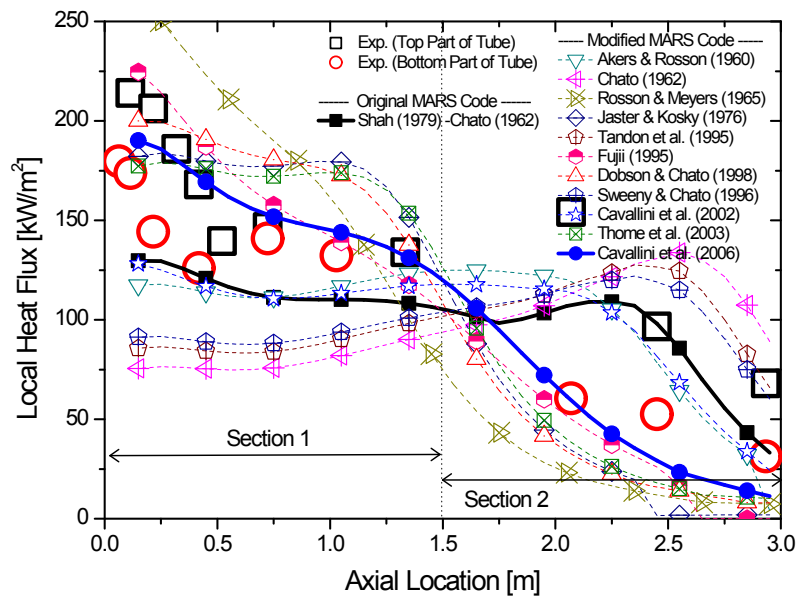 Local Heat Flux [kW/m²]
250
200
150
100
50
0
Exp. (Top Part of Tube)
Exp. (Bottom Part of Tube)
------ Original MARS Code ------
Shah (1979) -Chato (1962)
----- Modified MARS Code -----
Akers & Rosson (1960)
Chato (1962)
Rosson & Meyers (1965)
Jaster & Kosky (1976)
Tandon et al. (1995)
Fujii (1995)
Dobson & Chato (1998)
Sweeny & Chato (1996)
Cavallini et al. (2002)
Thome et al. (2003)
Cavallini et al. (2006)
Section 1
Section 2
0.0 0.5 1.0 1.5 2.0 2.5 3.0
Axial Location [m]